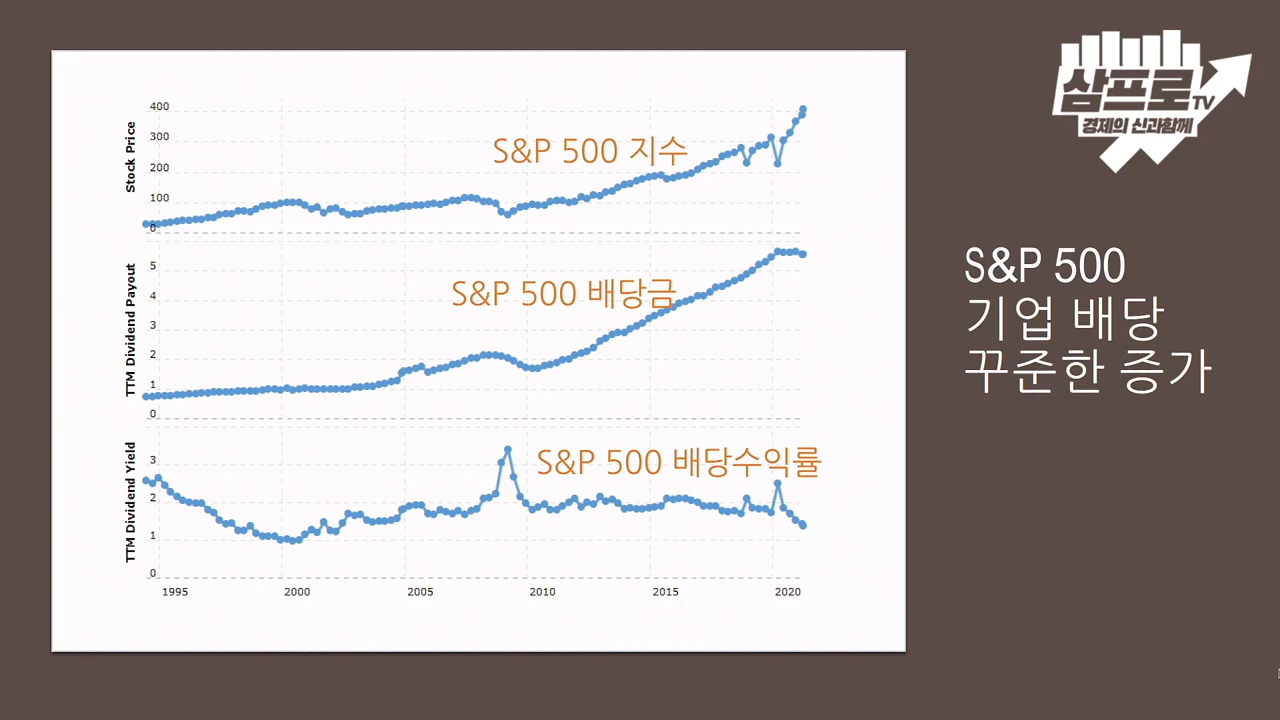 삼프로TV
경제의 신과함께
S&P 500
기업 배당
꾸준한 증가
Stock Price
400
300
200
100
0
S&P 500 지수
TTM Dividend Payout
5
4
3
2
1
0
S&P 500 배당금
TTM Dividend Yield
3
2
1
0
S&P 500 배당수익률
1995
2000
2005
2010
2015
2020